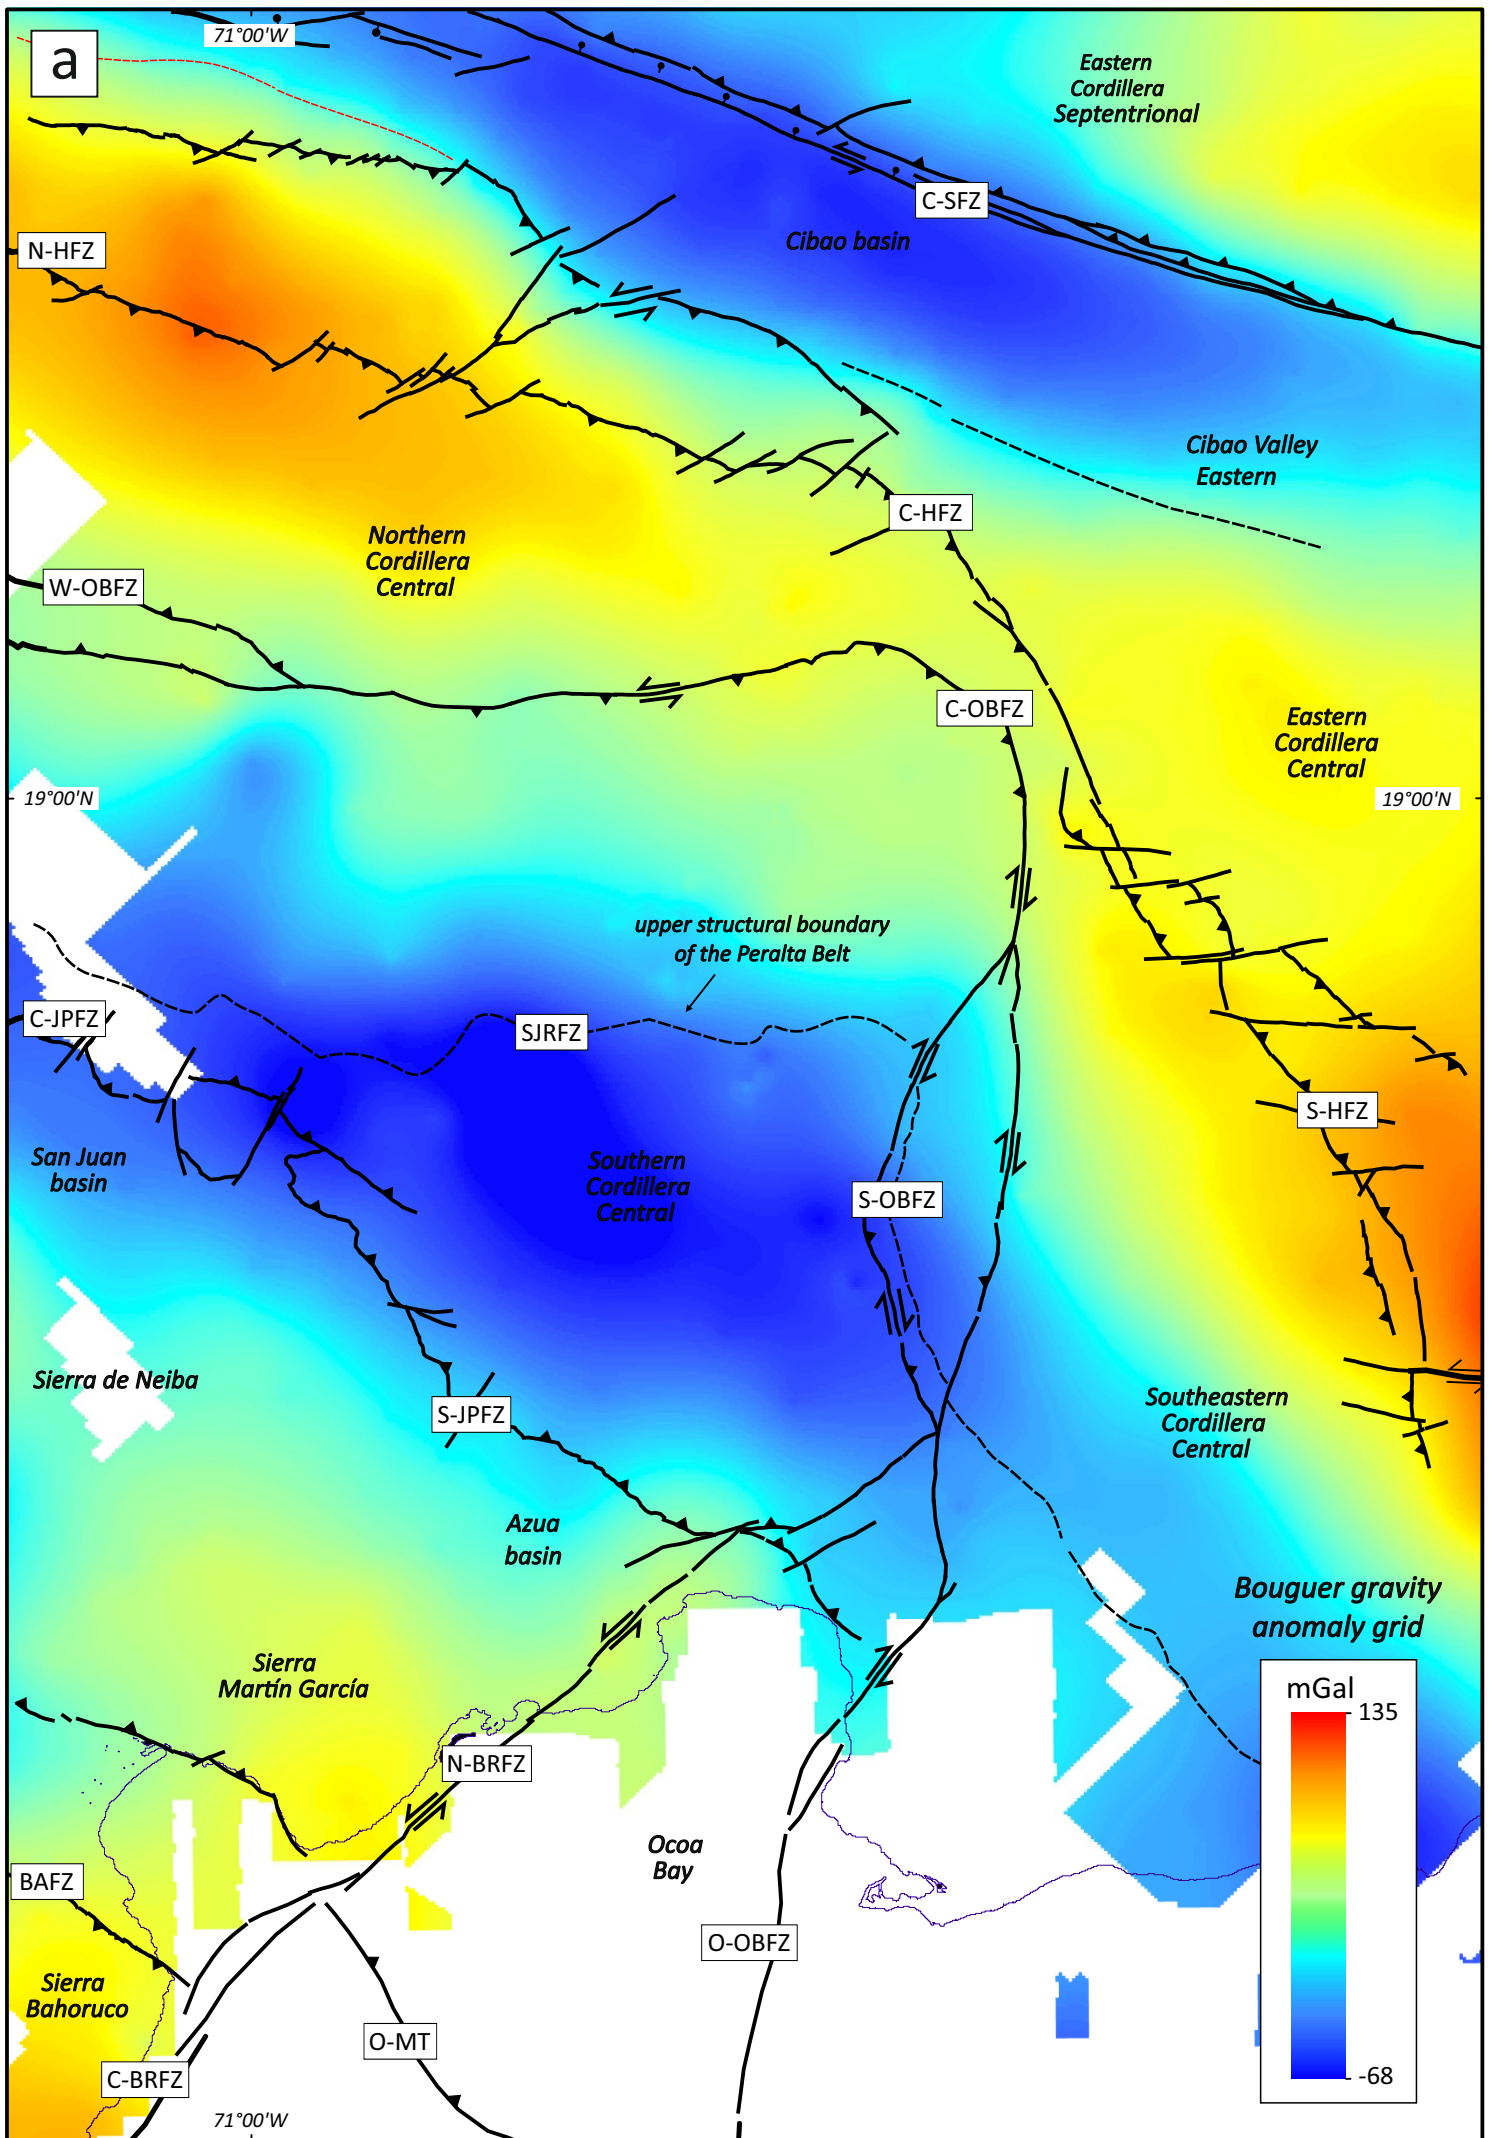 71°00'W
a
Eastern
Cordillera
Septentrional
C-SFZ
Cibao basin
N-HFZ
Cibao Valley
Eastern
C-HFZ
Northern
Cordillera
Central
W-OBFZ
C-OBFZ
Eastern
Cordillera
Central
19°00'N
19°00'N
upper structural boundary
of the Peralta Belt
C-JPFZ
SJRFZ
S-HFZ
San Juan
basin
Southern
Cordillera
Central
S-OBFZ
Sierra de Neiba
S-JPFZ
Southeastern
Cordillera
Central
Azua
basin
Bouguer gravity
anomaly grid
Sierra
Martín García
mGal
135
N-BRFZ
Ocoa
Bay
BAFZ
O-OBFZ
Sierra
Bahoruco
O-MT
C-BRFZ
-68
71°00'W